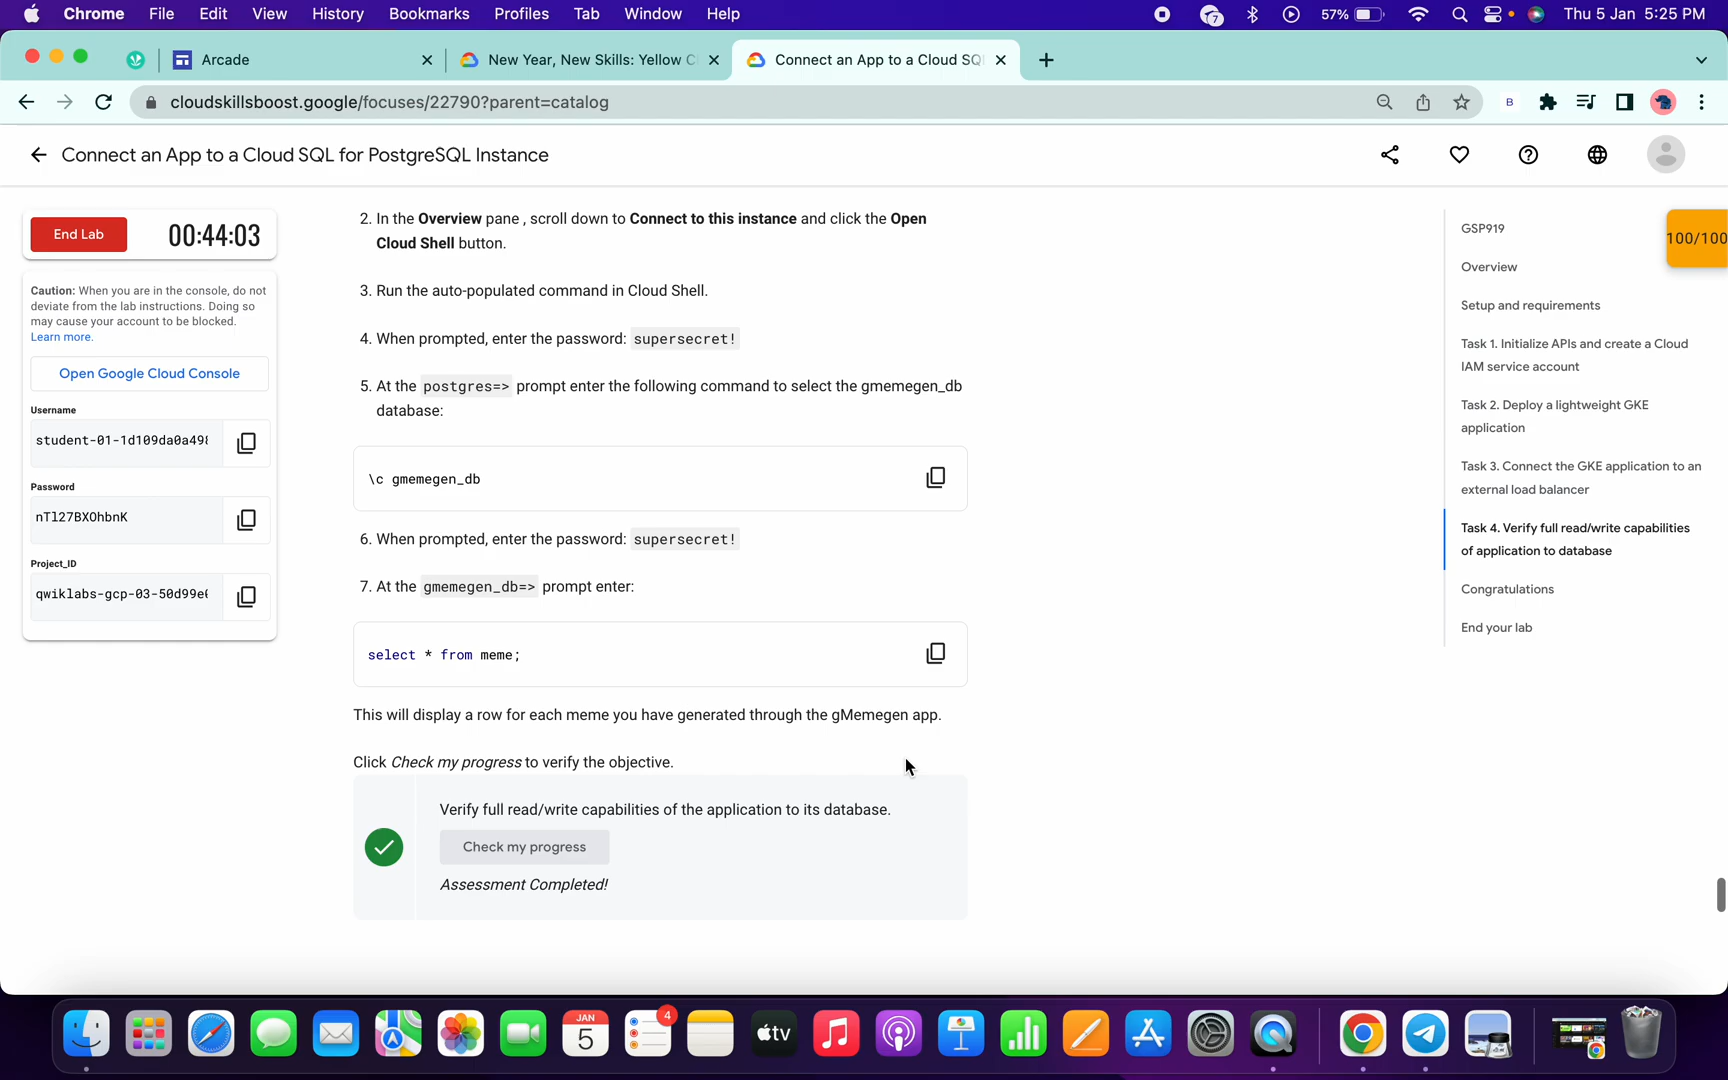 Chrome File Edit View History Bookmarks Profiles Tab Window Help 7 57% Thu 5 Jan 5:25 PM
Arcade New Year, New Skills: Yellow C Connect an App to a Cloud SQ
cloudskillsboost.google/focuses/22790?parent=catalog B
Connect an App to a Cloud SQL for PostgreSQL Instance
End Lab 00:44:03
Caution: When you are in the console, do not
deviate from the lab instructions. Doing so
may cause your account to be blocked.
Learn more.
Open Google Cloud Console
Username
student-01-1d109da0a498
Password
nTl27BXOhbnK
Project_ID
qwiklabs-gcp-03-50d99e
2. In the Overview pane , scroll down to Connect to this instance and click the Open
Cloud Shell button.
3. Run the auto-populated command in Cloud Shell.
4. When prompted, enter the password: supersecret!
5. At the postgres=> prompt enter the following command to select the gmemegen_db
database:
\c gmemegen_db
6. When prompted, enter the password: supersecret!
7. At the gmemegen_db=> prompt enter:
select * from meme;
This will display a row for each meme you have generated through the gMemegen app.
Click Check my progress to verify the objective.
Verify full read/write capabilities of the application to its database.
Check my progress
Assessment Completed!
GSP919
100/100
Overview
Setup and requirements
Task 1. Initialize APIs and create a Cloud
IAM service account
Task 2. Deploy a lightweight GKE
application
Task 3. Connect the GKE application to an
external load balancer
Task 4. Verify full read/write capabilities
of application to database
Congratulations
End your lab
JAN
5
4
tv